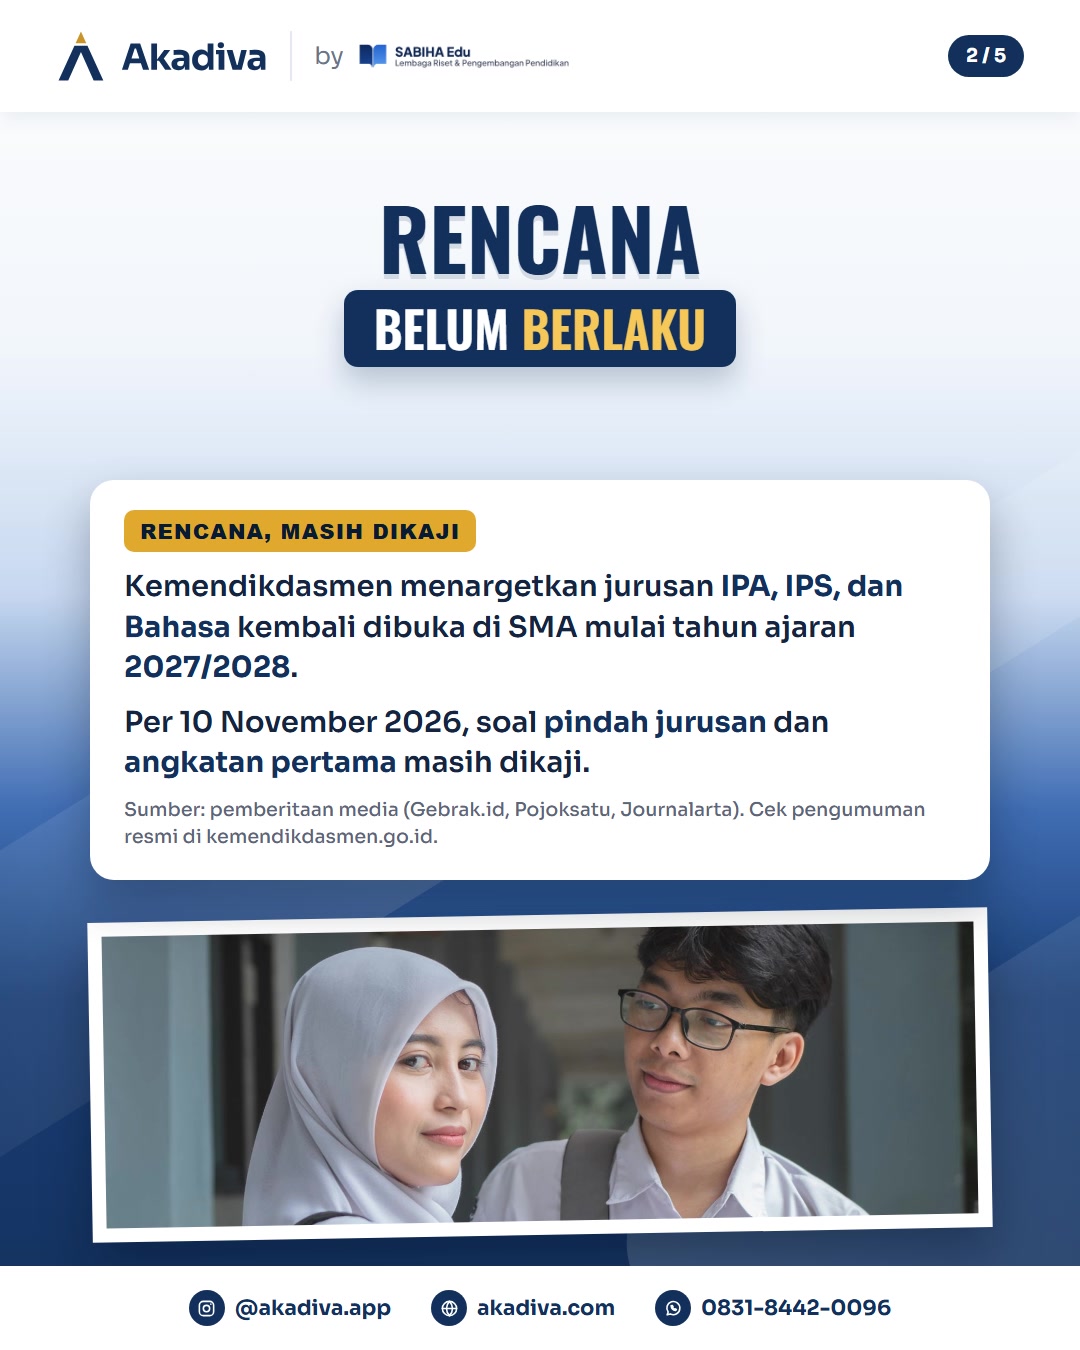 Akadiva
by
SABIHA Edu
Lembaga Riset & Pengembangan Pendidikan
2 / 5
RENCANA
BELUM BERLAKU
RENCANA, MASIH DIKAJI
Kemendikdasmen menargetkan jurusan IPA, IPS, dan
Bahasa kembali dibuka di SMA mulai tahun ajaran
2027/2028.
Per 10 November 2026, soal pindah jurusan dan
angkatan pertama masih dikaji.
Sumber: pemberitaan media (Gebrak.id, Pojoksatu, Journalarta). Cek pengumuman
resmi di kemendikdasmen.go.id.
@akadiva.app
akadiva.com
0831-8442-0096